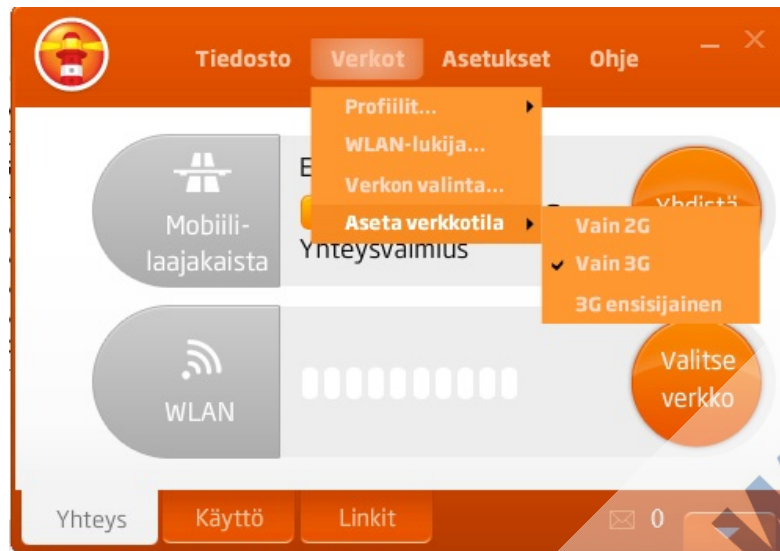 Tiedosto Verkot Asetukset Ohje
Profiilit...
WLAN-lukija...
Verkon valinta...
Aseta verkkotila
Vain 2G
Vain 3G
3G ensisijainen
Mobiili-
laajakaista
Yhteysvalmius
Yhdistä
WLAN
Valitse
verkko
Yhteys Käyttö Linkit 0